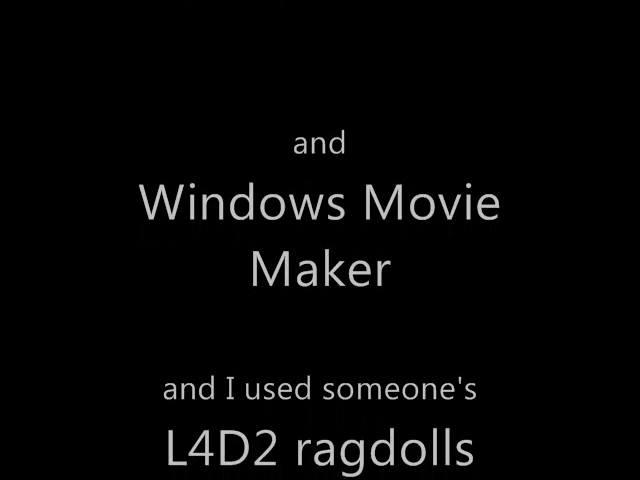 and
Windows Movie
Maker
and I used someone's
L4D2 ragdolls